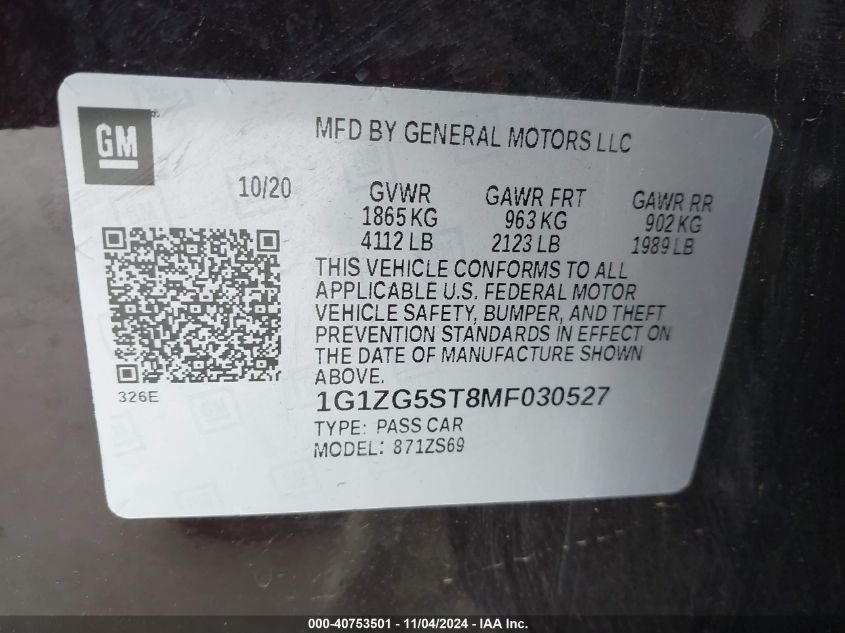 GM
MFD BY GENERAL MOTORS LLC
10/20
GVWR GAWR FRT GAWR RR
1865 KG 963 KG 902 KG
4112 LB 2123 LB 1989 LB
THIS VEHICLE CONFORMS TO ALL
APPLICABLE U.S. FEDERAL MOTOR
VEHICLE SAFETY, BUMPER, AND THEFT
PREVENTION STANDARDS IN EFFECT ON
THE DATE OF MANUFACTURE SHOWN
ABOVE.
326E
1G1ZG5ST8MF030527
TYPE: PASS CAR
MODEL: 871ZS69
000-40753501 - 11/04/2024 - IAA Inc.